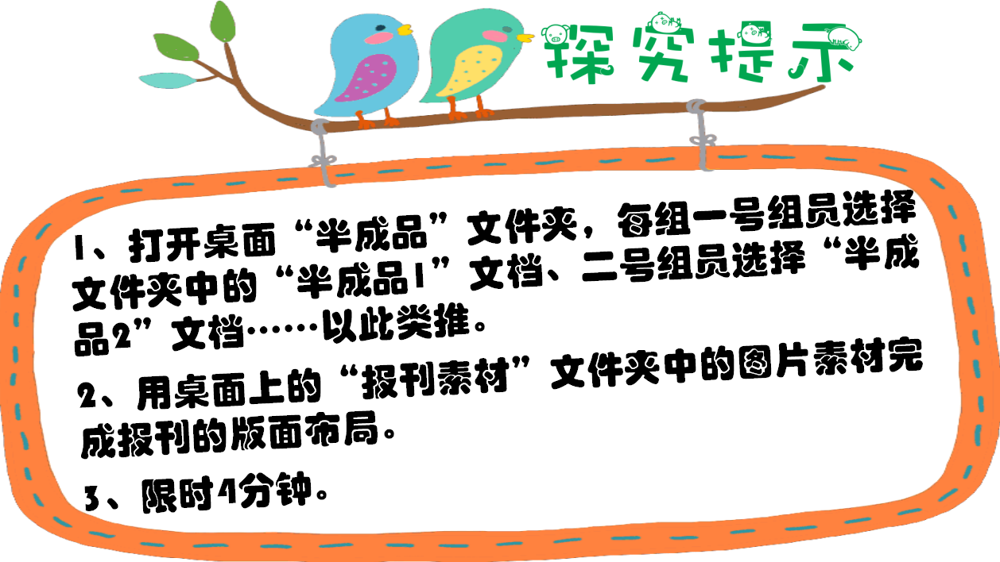 探究提示
1、打开桌面“半成品”文件夹，每组一号组员选择
文件夹中的“半成品1”文档、二号组员选择“半成
品2”文档……以此类推。
2、用桌面上的“报刊素材”文件夹中的图片素材完
成报刊的版面布局。
3、限时4分钟。